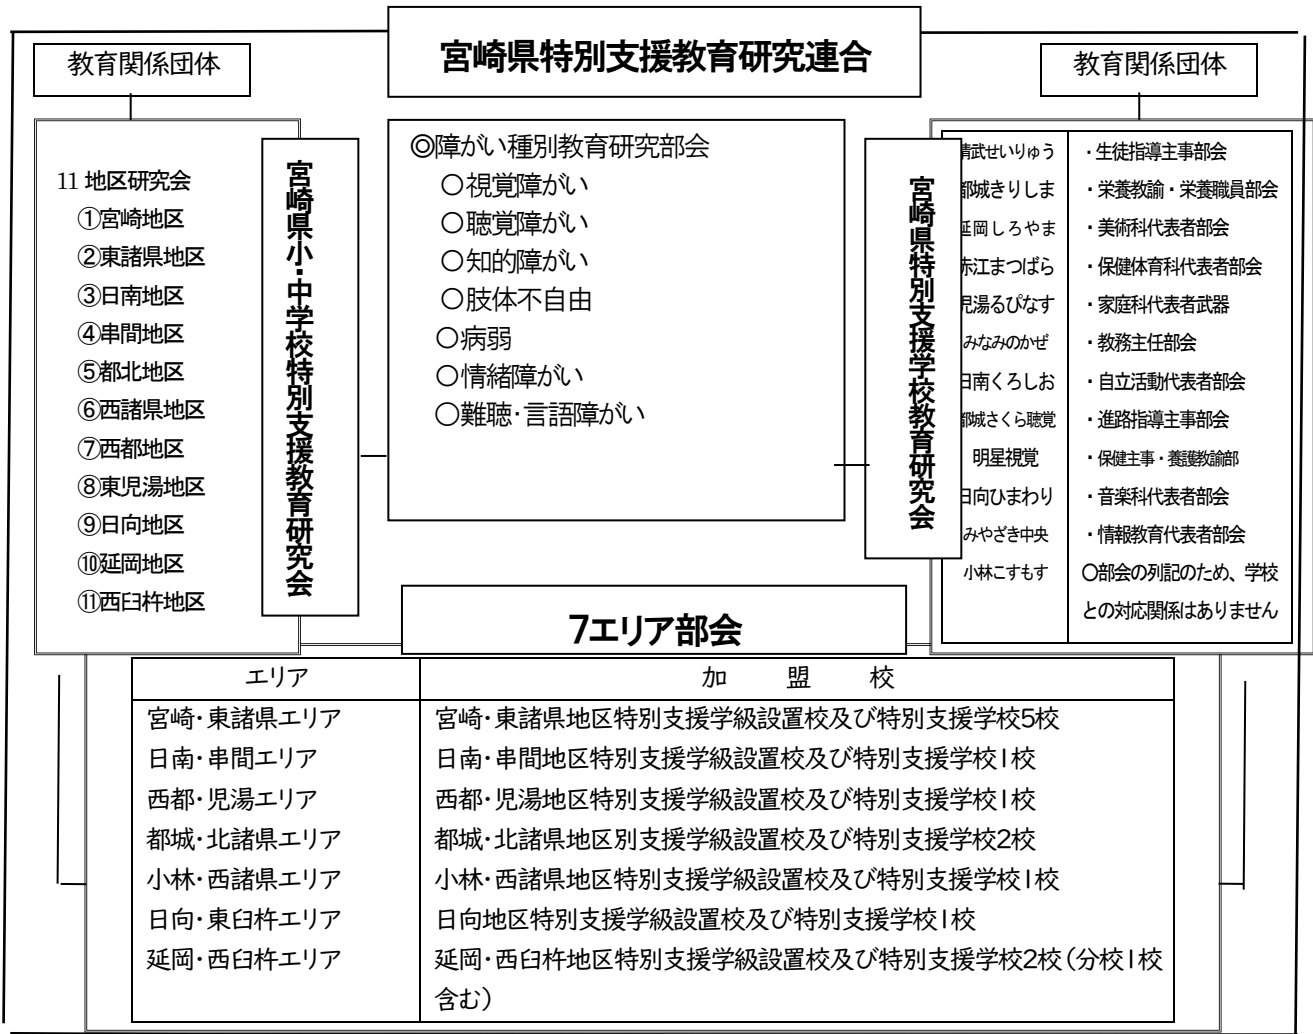 宮崎県特別支援教育研究連合
教育関係団体
教育関係団体
11 地区研究会
①宮崎地区
②東諸県地区
③日南地区
④串間地区
⑤都北地区
⑥西諸県地区
⑦西都地区
⑧東児湯地区
⑨日向地区
⑩延岡地区
⑪西臼杵地区
宮崎県小・中学校特別支援教育研究会
◎障がい種別教育研究部会
〇視覚障がい
〇聴覚障がい
〇知的障がい
〇肢体不自由
〇病弱
〇情緒障がい
〇難聴・言語障がい
宮崎県特別支援学校教育研究会
清武せいりゅう
都城きりしま
延岡しろやま
赤江まつばら
児湯るぴなす
みなみのかぜ
日南くろしお
都城さくら聴覚
明星視覚
日向ひまわり
みやざき中央
小林こすもす
・生徒指導主事部会
・栄養教諭・栄養職員部会
・美術科代表者部会
・保健体育科代表者部会
・家庭科代表者武器
・教務主任部会
・自立活動代表者部会
・進路指導主事部会
・保健主事・養護教諭部
・音楽科代表者部会
・情報教育代表者部会
〇部会の列記のため、学校
との対応関係はありません
7エリア部会
エリア 加 盟 校
宮崎・東諸県エリア 宮崎・東諸県地区特別支援学級設置校及び特別支援学校5校
日南・串間エリア 日南・串間地区特別支援学級設置校及び特別支援学校1校
西都・児湯エリア 西都・児湯地区特別支援学級設置校及び特別支援学校1校
都城・北諸県エリア 都城・北諸県地区別支援学級設置校及び特別支援学校2校
小林・西諸県エリア 小林・西諸県地区特別支援学級設置校及び特別支援学校1校
日向・東臼杵エリア 日向地区特別支援学級設置校及び特別支援学校1校
延岡・西臼杵エリア 延岡・西臼杵地区特別支援学級設置校及び特別支援学校2校（分校1校
含む）